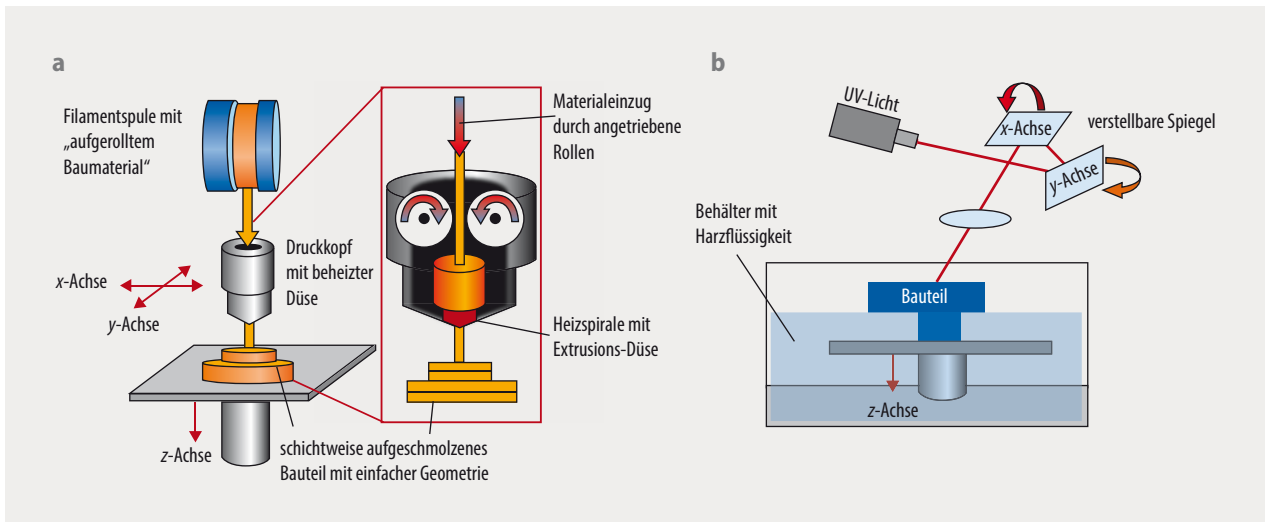 a
Filamentspule mit
„aufgerolltem
Baumaterial“
Druckkopf
mit beheizter
Düse
x-Achse
y-Achse
z-Achse
schichtweise aufgeschmolzenes
Bauteil mit einfacher Geometrie
Materialeinzug
durch angetriebene
Rollen
Heizspirale mit
Extrusions-Düse
b
UV-Licht
x-Achse
verstellbare Spiegel
y-Achse
Behälter mit
Harzflüssigkeit
Bauteil
z-Achse